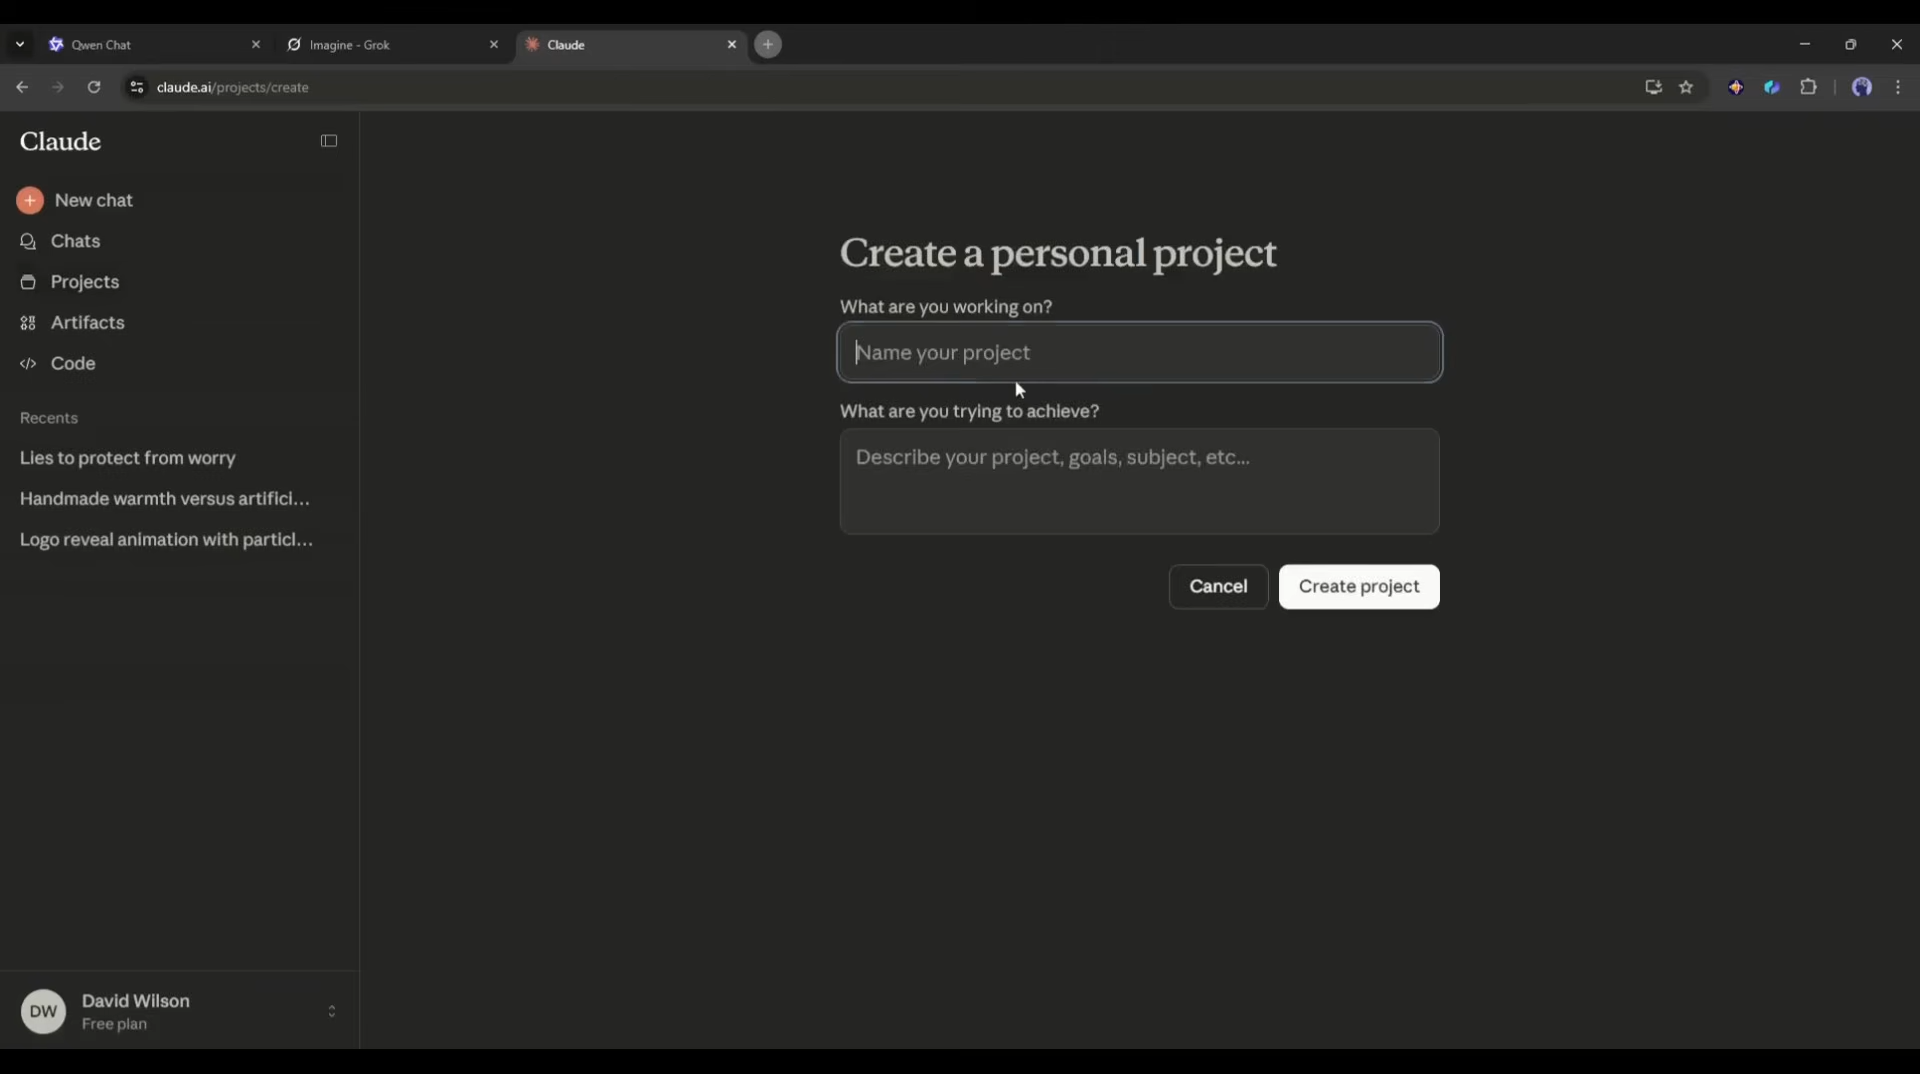 Qwen Chat
Imagine - Grok
Claude
claude.ai/projects/create
Claude
New chat
Chats
Projects
Artifacts
Code
Recents
Lies to protect from worry
Handmade warmth versus artifici...
Logo reveal animation with particl...
DW
David Wilson
Free plan
Create a personal project
What are you working on?
Name your project
What are you trying to achieve?
Describe your project, goals, subject, etc...
Cancel
Create project